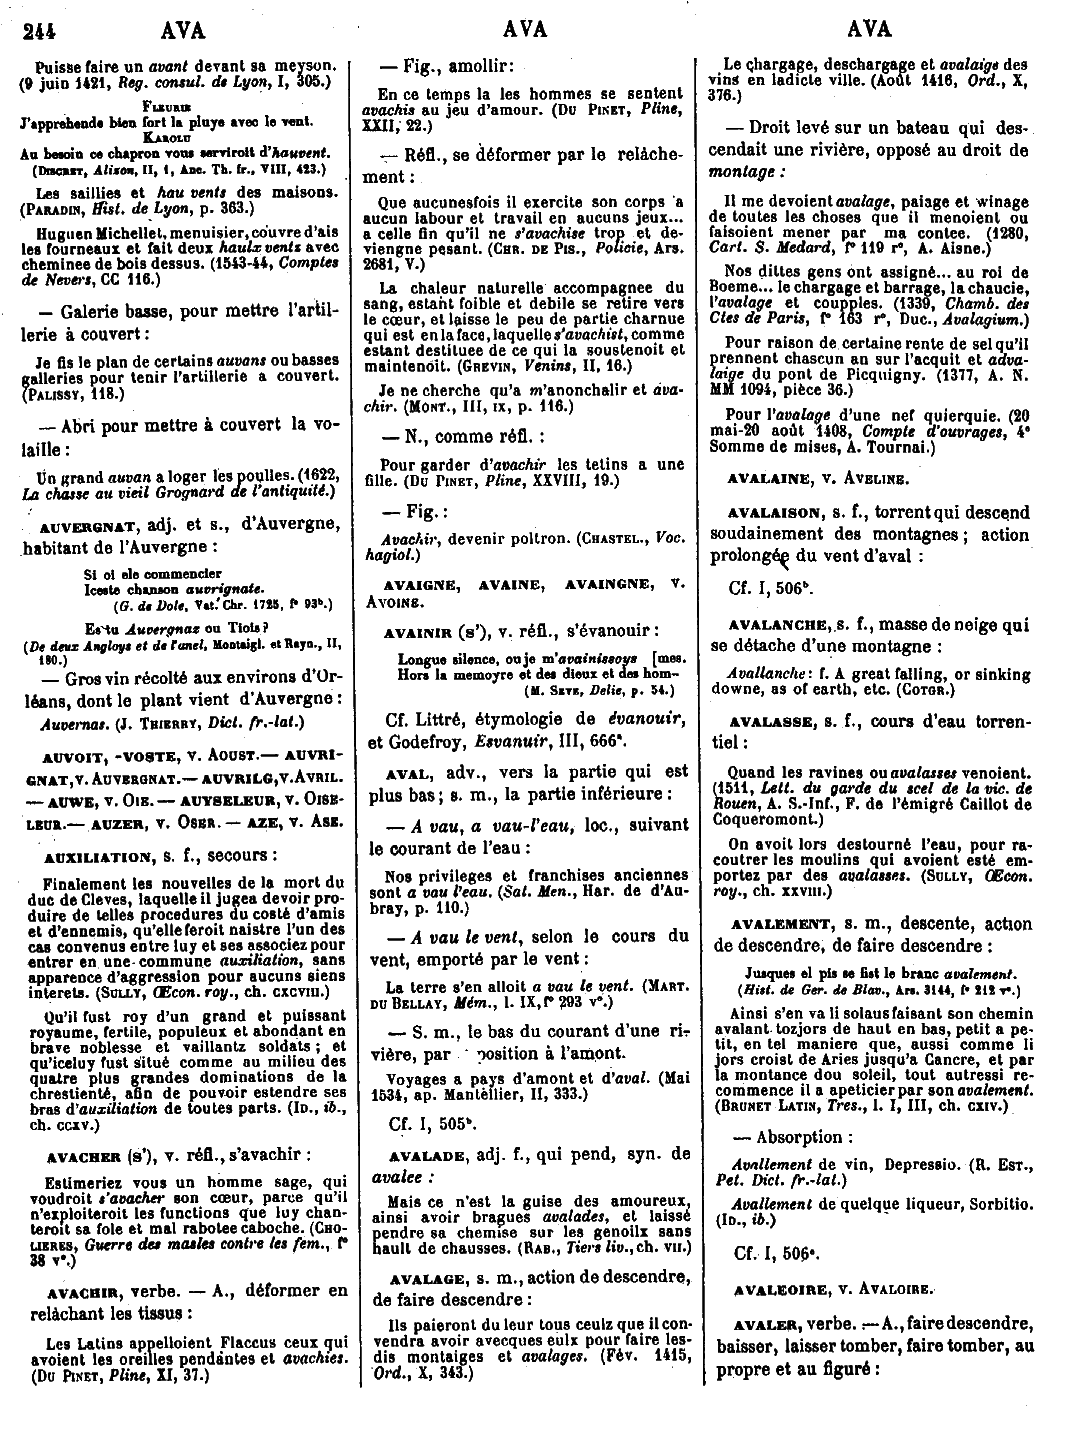 244 AVA AVA AVA
Puisse faire un avant devant sa meyson.
(9 juin 1421, Reg. consul. de Lyon, I, 305.)
FLEURIE
J'apprehende bien fort la pluye avec le vent.
KAROLU
Au besoin ce chapron vous serviroit d'hauvent.
(DISCRET, Alison, II, 1, Anc. Th. fr., VIII, 423.)
Les saillies et hau vents des maisons.
(PARADIN, Hist. de Lyon, p. 363.)
Huguen Michellet, menuisier, couvre d'ais
les fourneaux et fait deux haulx vents avec
cheminee de bois dessus. (1543-44, Comptes
de Nevers, CC 116.)
— Galerie basse, pour mettre l'artil-
lerie à couvert :
Je fis le plan de certains auvans ou basses
galleries pour tenir l'artillerie a couvert.
(PALISSY, 118.)
— Abri pour mettre à couvert la vo-
laille :
Un grand auvan a loger les poulles. (1622,
La chasse au vieil Grognard de l'antiquité.)
AUVERGNAT, adj. et s., d'Auvergne,
habitant de l'Auvergne :
Si oi ele commencier
Iceste chanson auvrignate.
(G. de Dole, Vat. Chr. 1725, f° 93ᵇ.)
Es tu Auvergnaz ou Tiois ?
(De deux Angloys et de l'anel, Montaigl. et Rayn., II,
180.)
— Gros vin récolté aux environs d'Or-
léans, dont le plant vient d'Auvergne :
Auvernas. (J. THIERRY, Dict. fr.-lat.)
AUVOIT, -VOSTE, v. AOUST. — AUVRI-
GNAT, v. AUVERGNAT. — AUVRILG, v. AVRIL.
— AUWE, v. OIE. — AUYSELEUR, v. OISE-
LEUR. — AUZER, v. OSER. — AZE, v. ASE.
AUXILIATION, s. f., secours :
Finalement les nouvelles de la mort du
duc de Cleves, laquelle il jugea devoir pro-
duire de telles procedures du costé d'amis
et d'ennemis, qu'elle feroit naistre l'un des
cas convenus entre luy et ses associez pour
entrer en une commune auxiliation, sans
apparence d'aggression pour aucuns siens
interets. (SULLY, Œcon. roy., ch. CXCVIII.)
Qu'il fust roy d'un grand et puissant
royaume, fertile, populeux et abondant en
brave noblesse et vaillantz soldats ; et
qu'iceluy fust situé comme au milieu des
quatre plus grandes dominations de la
chrestienté, afin de pouvoir estendre ses
bras d'auxiliation de toutes parts. (ID., ib.,
ch. CCXV.)
AVACHER (s'), v. réfl., s'avachir :
Estimeriez vous un homme sage, qui
voudroit s'avacher son cœur, parce qu'il
n'exploiteroit les functions que luy chan-
teroit sa fole et mal rabotee caboche. (CHO-
LIERES, Guerre des masles contre les fem., f°
38 v°.)
AVACHIR, verbe. — A., déformer en
relâchant les tissus :
Les Latins appelloient Flaccus ceux qui
avoient les oreilles pendantes et avachies.
(DU PINET, Pline, XI, 37.)
— Fig., amollir :
En ce temps la les hommes se sentent
avachis au jeu d'amour. (DU PINET, Pline,
XXII, 22.)
— Réfl., se déformer par le relâche-
ment :
Que aucunesfois il exercite son corps a
aucun labour et travail en aucuns jeux...
a celle fin qu'il ne s'avachise trop et de-
viengne pesant. (CHR. DE PIS., Policie, Ars.
2681, V.)
La chaleur naturelle accompagnee du
sang, estant foible et debile se retire vers
le cœur, et laisse le peu de partie charnue
qui est en la face, laquelle s'avachist, comme
estant destituee de ce qui la soustenoit et
maintenoit. (GREVIN, Venins, II, 16.)
Je ne cherche qu'a m'anonchalir et ava-
chir. (MONT., III, IX, p. 116.)
— N., comme réfl. :
Pour garder d'avachir les tetins a une
fille. (DU PINET, Pline, XXVIII, 19.)
— Fig. :
Avachir, devenir poltron. (CHASTEL., Voc.
hagiol.)
AVAIGNE, AVAINE, AVAINGNE, v.
AVOINE.
AVAINIR (s'), v. réfl., s'évanouir :
Longue silence, ou je m'avainissoys [mes.
Hors la memoyre et des dieux et des hom-
(M. SEVE, Delie, p. 54.)
Cf. Littré, étymologie de évanouir,
et Godefroy, Esvanuir, III, 666ᵃ.
AVAL, adv., vers la partie qui est
plus bas ; s. m., la partie inférieure :
— A vau, a vau-l'eau, loc., suivant
le courant de l'eau :
Nos privileges et franchises anciennes
sont a vau l'eau. (Sat. Men., Har. de d'Au-
bray, p. 110.)
— A vau le vent, selon le cours du
vent, emporté par le vent :
La terre s'en alloit a vau le vent. (MART.
DU BELLAY, Mém., l. IX, f° 293 v°.)
— S. m., le bas du courant d'une ri-
vière, par position à l'amont.
Voyages a pays d'amont et d'aval. (Mai
1534, ap. Mantellier, II, 333.)
Cf. I, 505ᵇ.
AVALADE, adj. f., qui pend, syn. de
avalee :
Mais ce n'est la guise des amoureux,
ainsi avoir bragues avalades, et laissé
pendre sa chemise sur les genoilx sans
hault de chausses. (RAB., Tiers liv., ch. VII.)
AVALAGE, s. m., action de descendre,
de faire descendre :
Ils paieront du leur tous ceulz que il con-
vendra avoir avecques eulx pour faire les-
dis montaiges et avalages. (Fév. 1415,
Ord., X, 343.)
Le chargage, deschargage et avalaige des
vins en ladicte ville. (Août 1416, Ord., X,
376.)
— Droit levé sur un bateau qui des-
cendait une rivière, opposé au droit de
montage :
Il me devoient avalage, paiage et winage
de toutes les choses que il menoient ou
faisoient mener par ma contee. (1280,
Cart. S. Medard, f° 119 r°, A. Aisne.)
Nos dittes gens ont assigné... au roi de
Boeme... le chargage et barrage, la chaucie,
l'avalage et coupples. (1339, Chamb. des
Ctes de Paris, f° 163 r°, Duc., Avalagium.)
Pour raison de certaine rente de sel qu'il
prennent chascun an sur l'acquit et adva-
laige du pont de Picquigny. (1377, A. N.
MM 1094, pièce 36.)
Pour l'avalage d'une nef quierquie. (20
mai-20 août 1408, Compte d'ouvrages, 4ᵉ
Somme de mises, A. Tournai.)
AVALAINE, v. AVELINE.
AVALAISON, s. f., torrent qui descend
soudainement des montagnes ; action
prolongée du vent d'aval :
Cf. I, 506ᵇ.
AVALANCHE, s. f., masse de neige qui
se détache d'une montagne :
Avallanche : f. A great falling, or sinking
downe, as of earth, etc. (COTGR.)
AVALASSE, s. f., cours d'eau torren-
tiel :
Quand les ravines ou avalasses venoient.
(1511, Lett. du garde du scel de la vic. de
Rouen, A. S.-Inf., F. de l'émigré Caillot de
Coqueromont.)
On avoit lors destourné l'eau, pour ra-
coutrer les moulins qui avoient esté em-
portez par des avalasses. (SULLY, Œcon.
roy., ch. XXVIII.)
AVALEMENT, s. m., descente, action
de descendre, de faire descendre :
Jusques el pis se fist le branc avalement.
(Hist. de Ger. de Blav., Ars. 3144, f° 212 r°.)
Ainsi s'en va li solaus faisant son chemin
avalant tozjors de haut en bas, petit a pe-
tit, en tel maniere que, aussi comme li
jors croist de Aries jusqu'a Cancre, et par
la montance dou soleil, tout autressi re-
commence il a apeticier par son avalement.
(BRUNET LATIN, Tres., l. I, III, ch. CXIV.)
— Absorption :
Avallement de vin, Depressio. (R. EST.,
Pet. Dict. fr.-lat.)
Avallement de quelque liqueur, Sorbitio.
(ID., ib.)
Cf. I, 506ᵃ.
AVALEOIRE, v. AVALOIRE.
AVALER, verbe. — A., faire descendre,
baisser, laisser tomber, faire tomber, au
propre et au figuré :